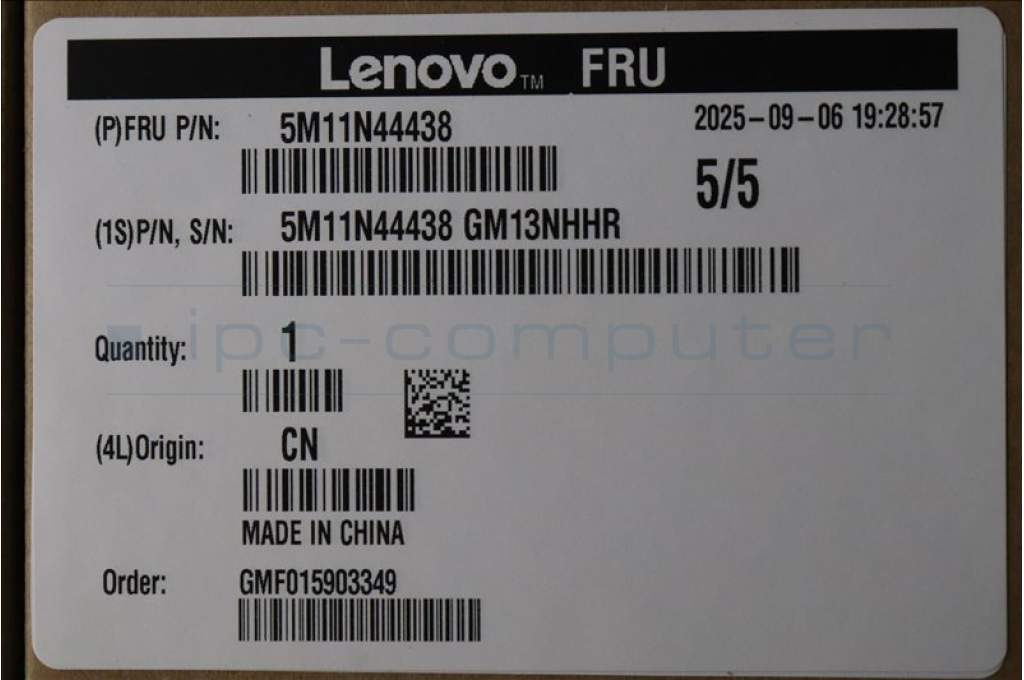 Lenovo™ FRU
(P)FRU P/N: 5M11N44438
2025-09-06 19:28:57
5/5
(1S)P/N, S/N: 5M11N44438 GM13NHHR
ipc-computer
Quantity: 1
(4L)Origin: CN
MADE IN CHINA
Order: GMF015903349